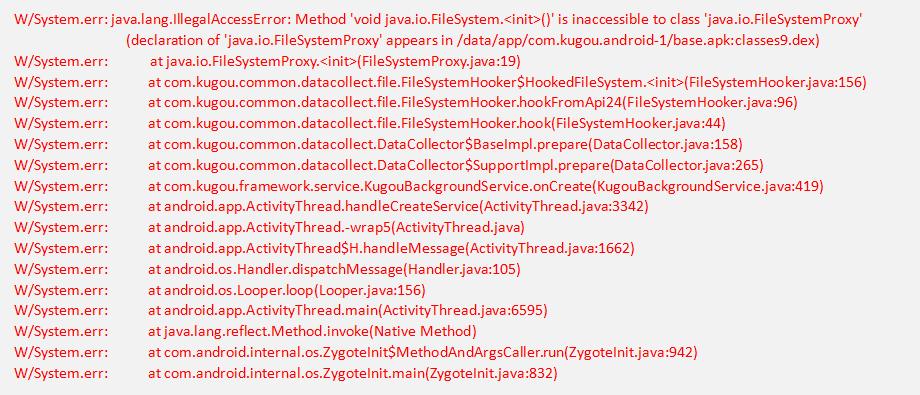 W/System.err: java.lang.IllegalAccessError: Method 'void java.io.FileSystem.<init>()' is inaccessible to class 'java.io.FileSystemProxy'
(declaration of 'java.io.FileSystemProxy' appears in /data/app/com.kugou.android-1/base.apk:classes9.dex)
W/System.err: at java.io.FileSystemProxy.<init>(FileSystemProxy.java:19)
W/System.err: at com.kugou.common.datacollect.file.FileSystemHooker$HookedFileSystem.<init>(FileSystemHooker.java:156)
W/System.err: at com.kugou.common.datacollect.file.FileSystemHooker.hookFromApi24(FileSystemHooker.java:96)
W/System.err: at com.kugou.common.datacollect.file.FileSystemHooker.hook(FileSystemHooker.java:44)
W/System.err: at com.kugou.common.datacollect.DataCollector$BaseImpl.prepare(DataCollector.java:158)
W/System.err: at com.kugou.common.datacollect.DataCollector$SupportImpl.prepare(DataCollector.java:265)
W/System.err: at com.kugou.framework.service.KugouBackgroundService.onCreate(KugouBackgroundService.java:419)
W/System.err: at android.app.ActivityThread.handleCreateService(ActivityThread.java:3342)
W/System.err: at android.app.ActivityThread.-wrap5(ActivityThread.java)
W/System.err: at android.app.ActivityThread$H.handleMessage(ActivityThread.java:1662)
W/System.err: at android.os.Handler.dispatchMessage(Handler.java:105)
W/System.err: at android.os.Looper.loop(Looper.java:156)
W/System.err: at android.app.ActivityThread.main(ActivityThread.java:6595)
W/System.err: at java.lang.reflect.Method.invoke(Native Method)
W/System.err: at com.android.internal.os.ZygoteInit$MethodAndArgsCaller.run(ZygoteInit.java:942)
W/System.err: at com.android.internal.os.ZygoteInit.main(ZygoteInit.java:832)